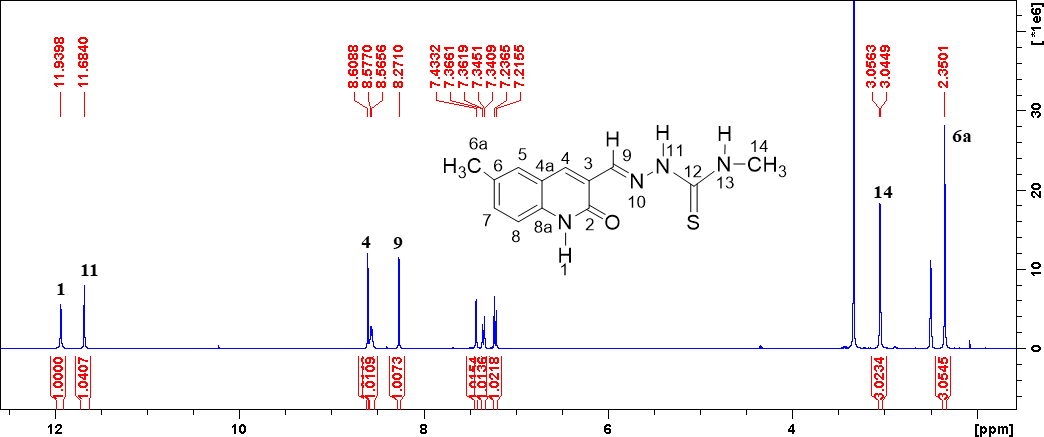 11.9398
11.6840
8.6088
8.5770
8.5656
8.2710
7.4332
7.3661
7.3619
7.3451
7.3409
7.2365
7.2155
3.0563
3.0449
2.3501
[ *1e6]
30
20
10
0
6a
H3C
6
5
4a
4
3
H
9
N
10
N
H
11
12
S
H
N
13
14
CH3
7
8
8a
N
H
1
2
O
1
11
4
9
14
6a
1.0000
1.0407
1.0109
1.0073
1.0154
1.0136
1.0218
3.0234
3.0545
12
10
8
6
4
[ppm]